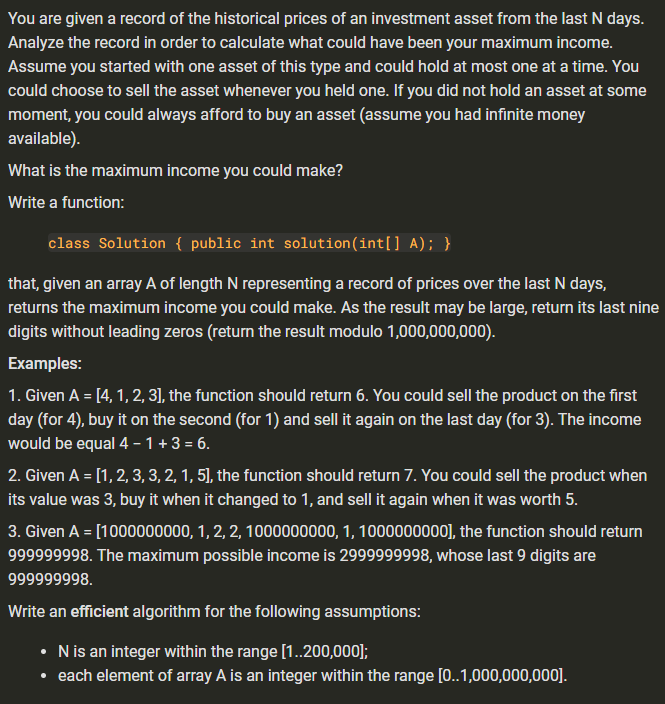 You are given a record of the historical prices of an investment asset from the last N days.
Analyze the record in order to calculate what could have been your maximum income.
Assume you started with one asset of this type and could hold at most one at a time. You
could choose to sell the asset whenever you held one. If you did not hold an asset at some
moment, you could always afford to buy an asset (assume you had infinite money
available).
What is the maximum income you could make?
Write a function:
class Solution { public int solution(int[] A); }
that, given an array A of length N representing a record of prices over the last N days,
returns the maximum income you could make. As the result may be large, return its last nine
digits without leading zeros (return the result modulo 1,000,000,000).
Examples:
1. Given A = [4, 1, 2, 3], the function should return 6. You could sell the product on the first
day (for 4), buy it on the second (for 1) and sell it again on the last day (for 3). The income
would be equal 4 − 1 + 3 = 6.
2. Given A = [1, 2, 3, 3, 2, 1, 5], the function should return 7. You could sell the product when
its value was 3, buy it when it changed to 1, and sell it again when it was worth 5.
3. Given A = [1000000000, 1, 2, 2, 1000000000, 1, 1000000000], the function should return
999999998. The maximum possible income is 2999999998, whose last 9 digits are
999999998.
Write an efficient algorithm for the following assumptions:
• N is an integer within the range [1..200,000];
• each element of array A is an integer within the range [0..1,000,000,000].